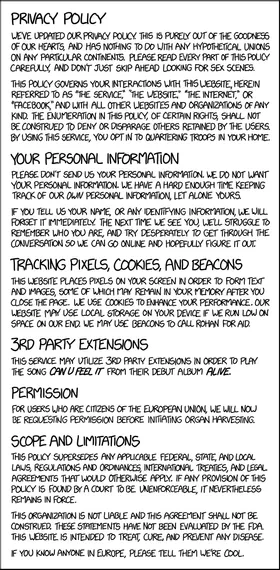 PRIVACY POLICY
WE'VE UPDATED OUR PRIVACY POLICY. THIS IS PURELY OUT OF THE GOODNESS
OF OUR HEARTS, AND HAS NOTHING TO DO WITH ANY HYPOTHETICAL UNIONS
ON ANY PARTICULAR CONTINENTS. PLEASE READ EVERY PART OF THIS POLICY
CAREFULLY, AND DON'T JUST SKIP AHEAD LOOKING FOR SEX SCENES.
THIS POLICY GOVERNS YOUR INTERACTIONS WITH THIS WEBSITE, HEREIN
REFERRED TO AS "THE SERVICE," "THE WEBSITE," "THE INTERNET," OR
"FACEBOOK," AND WITH ALL OTHER WEBSITES AND ORGANIZATIONS OF ANY
KIND. THE ENUMERATION IN THIS POLICY, OF CERTAIN RIGHTS, SHALL NOT
BE CONSTRUED TO DENY OR DISPARAGE OTHERS RETAINED BY THE USERS.
BY USING THIS SERVICE, YOU OPT IN TO QUARTERING TROOPS IN YOUR HOME.
YOUR PERSONAL INFORMATION
PLEASE DON'T SEND US YOUR PERSONAL INFORMATION. WE DO NOT WANT
YOUR PERSONAL INFORMATION. WE HAVE A HARD ENOUGH TIME KEEPING
TRACK OF OUR OWN PERSONAL INFORMATION, LET ALONE YOURS.
IF YOU TELL US YOUR NAME, OR ANY IDENTIFYING INFORMATION, WE WILL
FORGET IT IMMEDIATELY. THE NEXT TIME WE SEE YOU, WE'LL STRUGGLE TO
REMEMBER WHO YOU ARE, AND TRY DESPERATELY TO GET THROUGH THE
CONVERSATION SO WE CAN GO ONLINE AND HOPEFULLY FIGURE IT OUT.
TRACKING PIXELS, COOKIES, AND BEACONS
THIS WEBSITE PLACES PIXELS ON YOUR SCREEN IN ORDER TO FORM TEXT
AND IMAGES, SOME OF WHICH MAY REMAIN IN YOUR MEMORY AFTER YOU
CLOSE THE PAGE. WE USE COOKIES TO ENHANCE YOUR PERFORMANCE. OUR
WEBSITE MAY USE LOCAL STORAGE ON YOUR DEVICE IF WE RUN LOW ON
SPACE ON OUR END. WE MAY USE BEACONS TO CALL ROHAN FOR AID.
3RD PARTY EXTENSIONS
THIS SERVICE MAY UTILIZE 3RD PARTY EXTENSIONS IN ORDER TO PLAY
THE SONG CAN U FEEL IT FROM THEIR DEBUT ALBUM ALIVE.
PERMISSION
FOR USERS WHO ARE CITIZENS OF THE EUROPEAN UNION, WE WILL NOW
BE REQUESTING PERMISSION BEFORE INITIATING ORGAN HARVESTING.
SCOPE AND LIMITATIONS
THIS POLICY SUPERSEDES ANY APPLICABLE FEDERAL, STATE, AND LOCAL
LAWS, REGULATIONS AND ORDINANCES, INTERNATIONAL TREATIES, AND LEGAL
AGREEMENTS THAT WOULD OTHERWISE APPLY. IF ANY PROVISION OF THIS
POLICY IS FOUND BY A COURT TO BE UNENFORCEABLE, IT NEVERTHELESS
REMAINS IN FORCE.
THIS ORGANIZATION IS NOT LIABLE AND THIS AGREEMENT SHALL NOT BE
CONSTRUED. THESE STATEMENTS HAVE NOT BEEN EVALUATED BY THE FDA.
THIS WEBSITE IS INTENDED TO TREAT, CURE, AND PREVENT ANY DISEASE.
IF YOU KNOW ANYONE IN EUROPE, PLEASE TELL THEM WE'RE COOL.